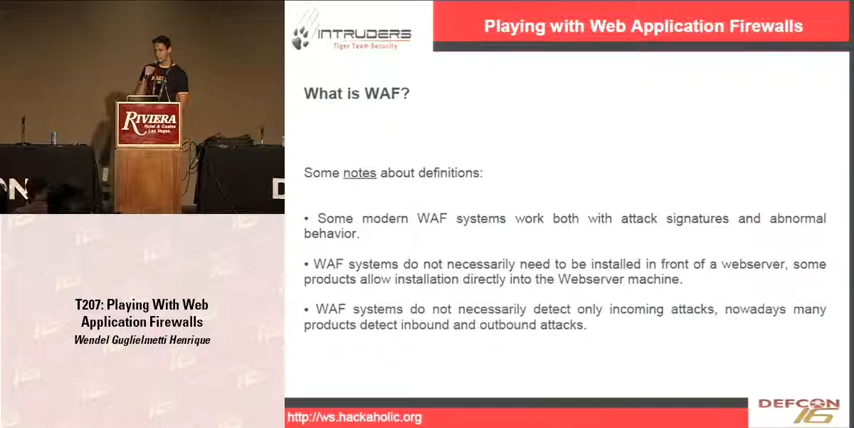 INTRUDERS
Tiger Team Security
Playing with Web Application Firewalls
What is WAF?
Some notes about definitions:
• Some modern WAF systems work both with attack signatures and abnormal
behavior.
• WAF systems do not necessarily need to be installed in front of a webserver, some
products allow installation directly into the Webserver machine.
• WAF systems do not necessarily detect only incoming attacks, nowadays many
products detect inbound and outbound attacks.
http://ws.hackaholic.org
DEFCON
16
RIVIERA
Hotel & Casino
Las Vegas
T207: Playing With Web
Application Firewalls
Wendel Guglielmetti Henrique